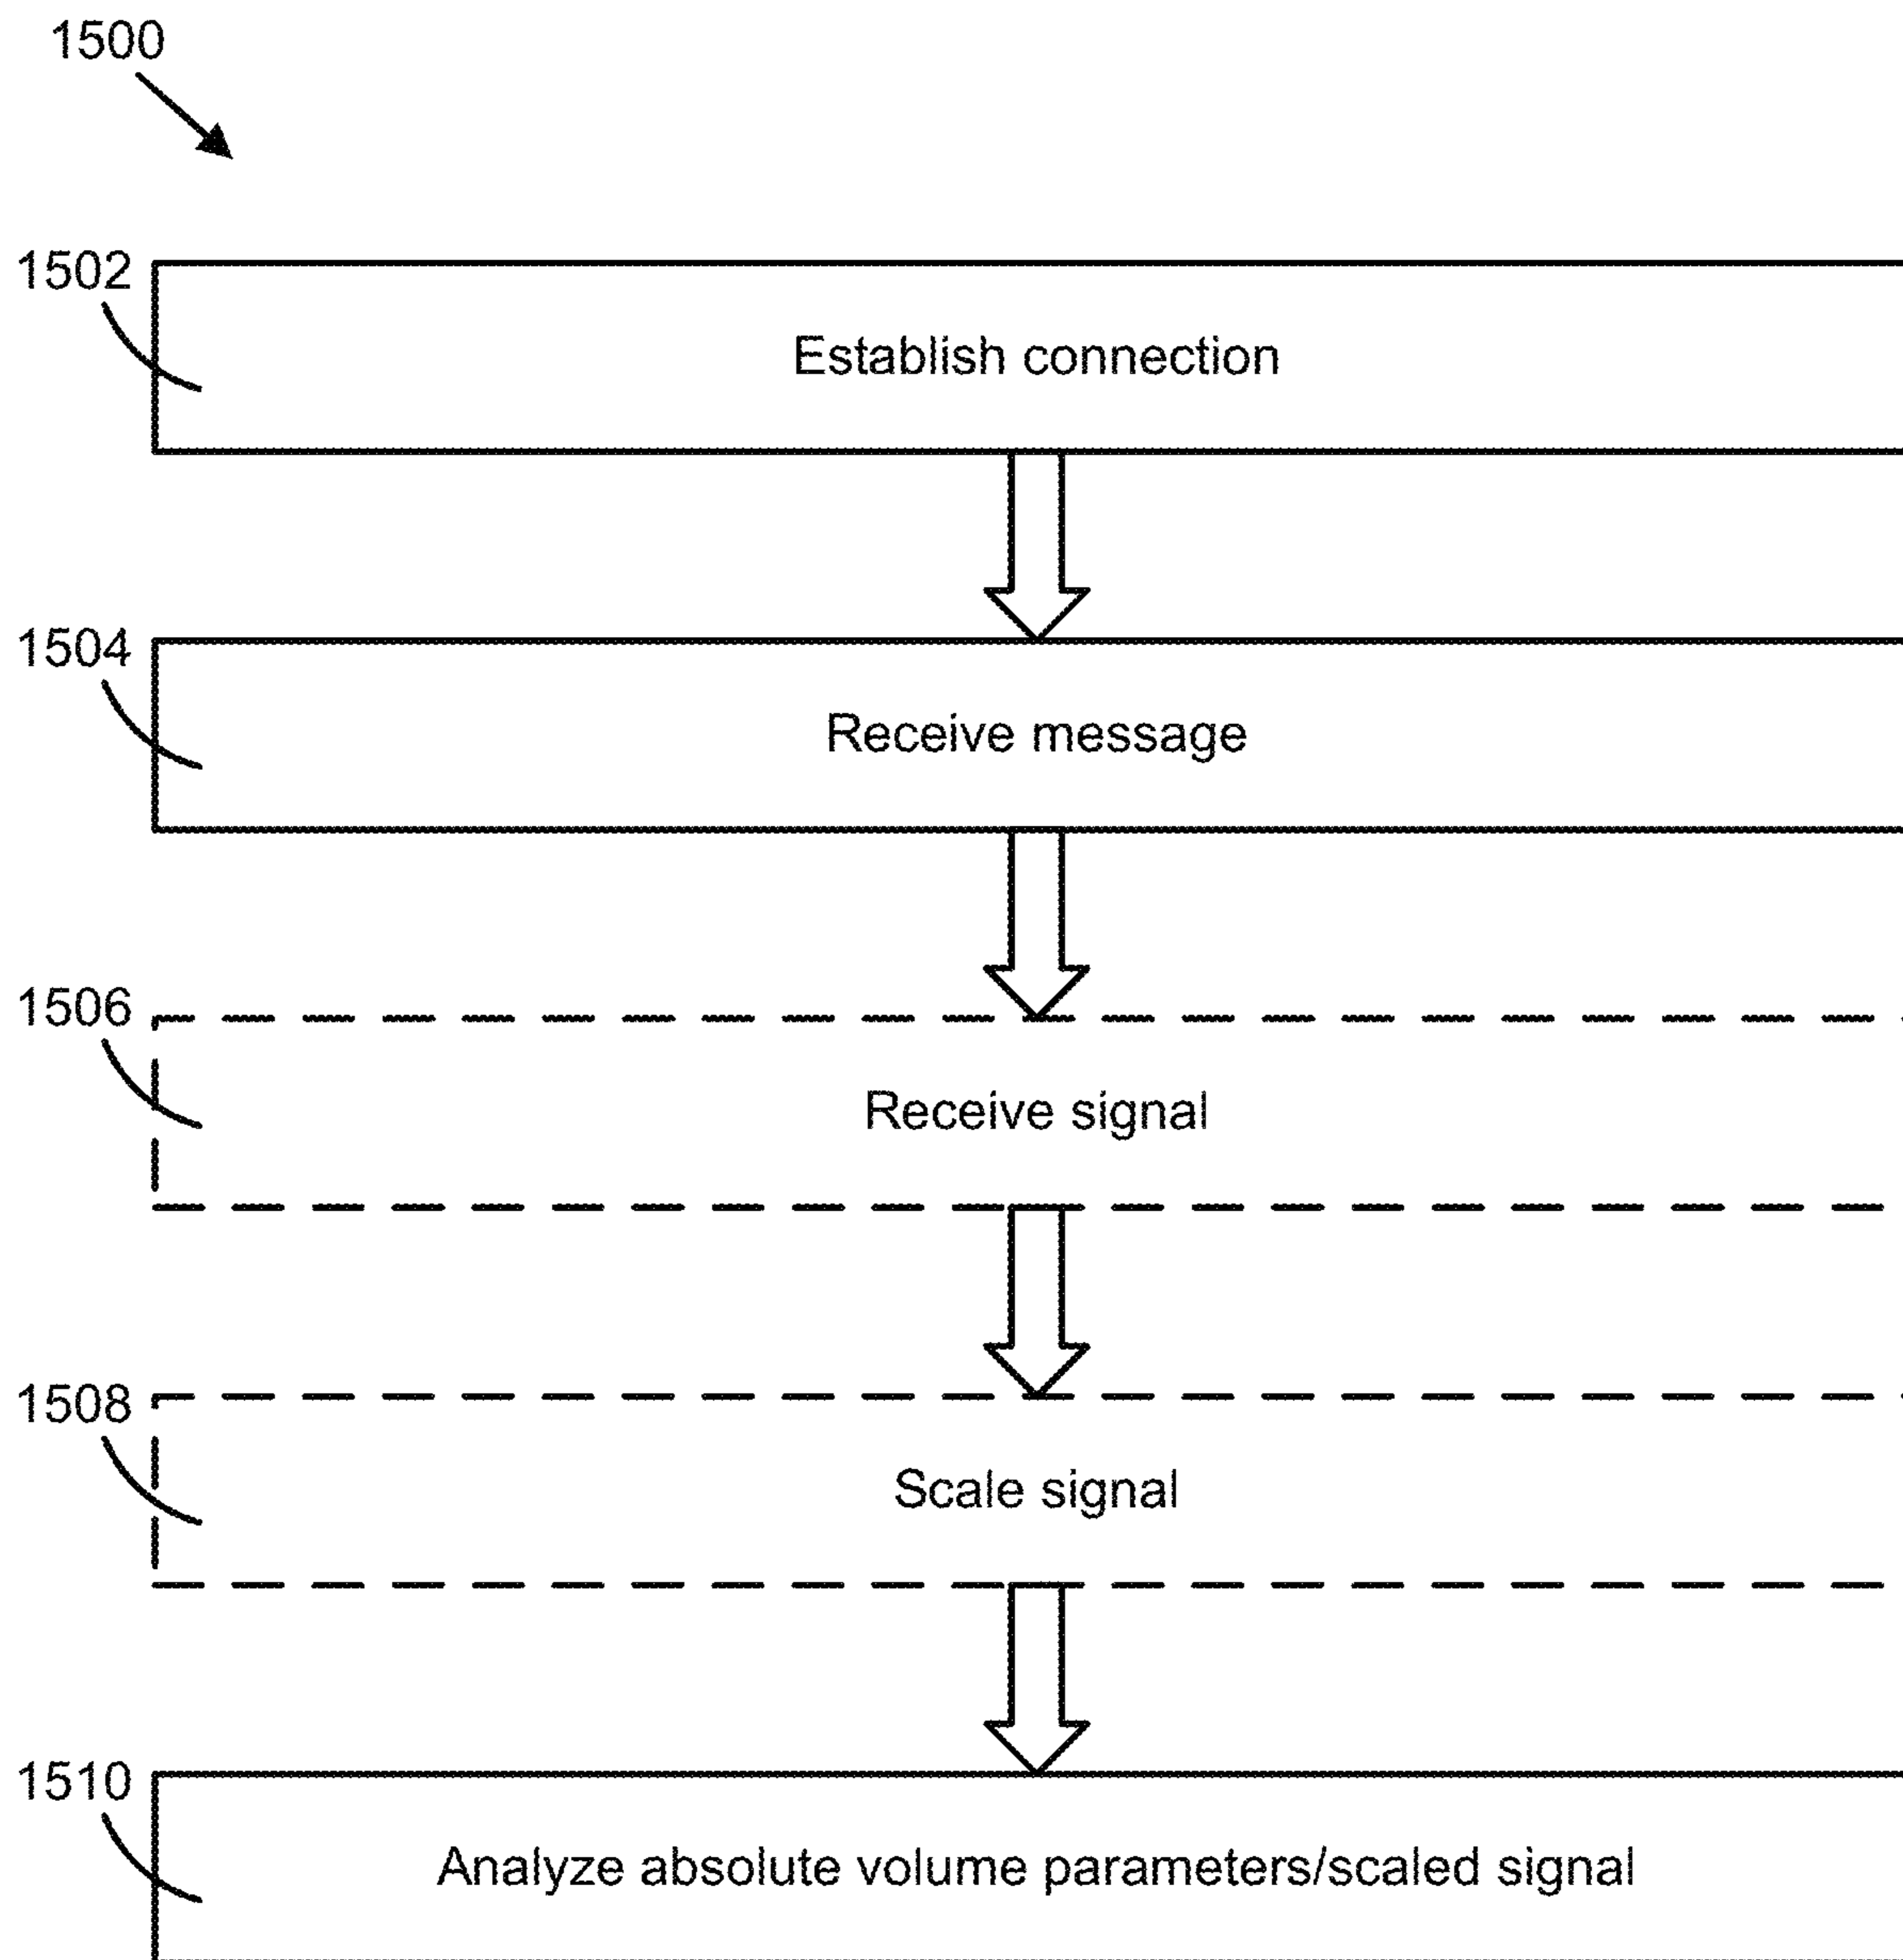 1500
1502
Establish connection
1504
Receive message
1506
Receive signal
1508
Scale signal
1510
Analyze absolute volume parameters/scaled signal